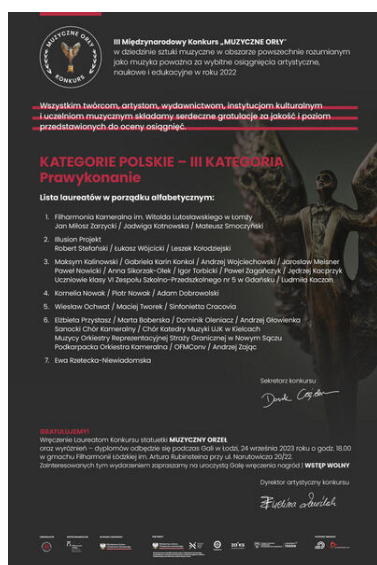 MUZYCZNE ORŁY
KONKURS
III Międzynarodowy Konkurs „MUZYCZNE ORŁY"
w dziedzinie sztuki muzycznej w obszarze powszechnie rozumianym
jako muzyka poważna za wybitne osiągnięcia artystyczne,
naukowe i edukacyjne w roku 2022
Wszystkim twórcom, artystom, wydawnictwom, instytucjom kulturalnym
i uczelniom muzycznym składamy serdeczne gratulacje za jakość i poziom
przedstawionych do oceny osiągnięć.
KATEGORIE POLSKIE – III KATEGORIA
Prawykonanie
Lista laureatów w porządku alfabetycznym:
1. Filharmonia Kameralna im. Witolda Lutosławskiego w Łomży
Jan Miłosz Zarzycki / Jadwiga Kotnowska / Mateusz Smoczyński
2. Illusion Projekt
Robert Stefański / Łukasz Wójcicki / Leszek Kołodziejski
3. Maksym Kalinowski / Gabriela Karin Konkol / Andrzej Wojciechowski / Jarosław Meisner
Paweł Nowicki / Anna Sikorzak-Olek / Igor Torbicki / Paweł Zagańczyk / Jędrzej Kacprzyk
Uczniowie klasy VI Zespołu Szkolno-Przedszkolnego nr 5 w Gdańsku / Ludmiła Kaczan
4. Kornelia Nowak / Piotr Nowak / Adam Dobrowolski
5. Wiesław Ochwat / Maciej Tworek / Sinfonietta Cracovia
6. Elżbieta Przystasz / Marta Boberska / Dominik Oleniacz / Andrzej Głowienka
Sanocki Chór Kameralny / Chór Katedry Muzyki UJK w Kielcach
Muzycy Orkiestry Reprezentacyjnej Straży Granicznej w Nowym Sączu
Podkarpacka Orkiestra Kameralna / OFMConv / Andrzej Zając
7. Ewa Rzetecka-Niewiadomska
Sekretarz konkursu
GRATULUJEMY!
Wręczenie Laureatom Konkursu statuetki MUZYCZNY ORZEŁ
oraz wyróżnień – dyplomów odbędzie się podczas Gali w Łodzi, 24 września 2023 roku o godz. 18.00
w gmachu Filharmonii Łódzkiej im. Artura Rubinsteina przy ul. Narutowicza 20/22.
Zainteresowanych tym wydarzeniem zapraszamy na uroczystą Galę wręczenia nagród | WSTĘP WOLNY
Dyrektor artystyczny konkursu